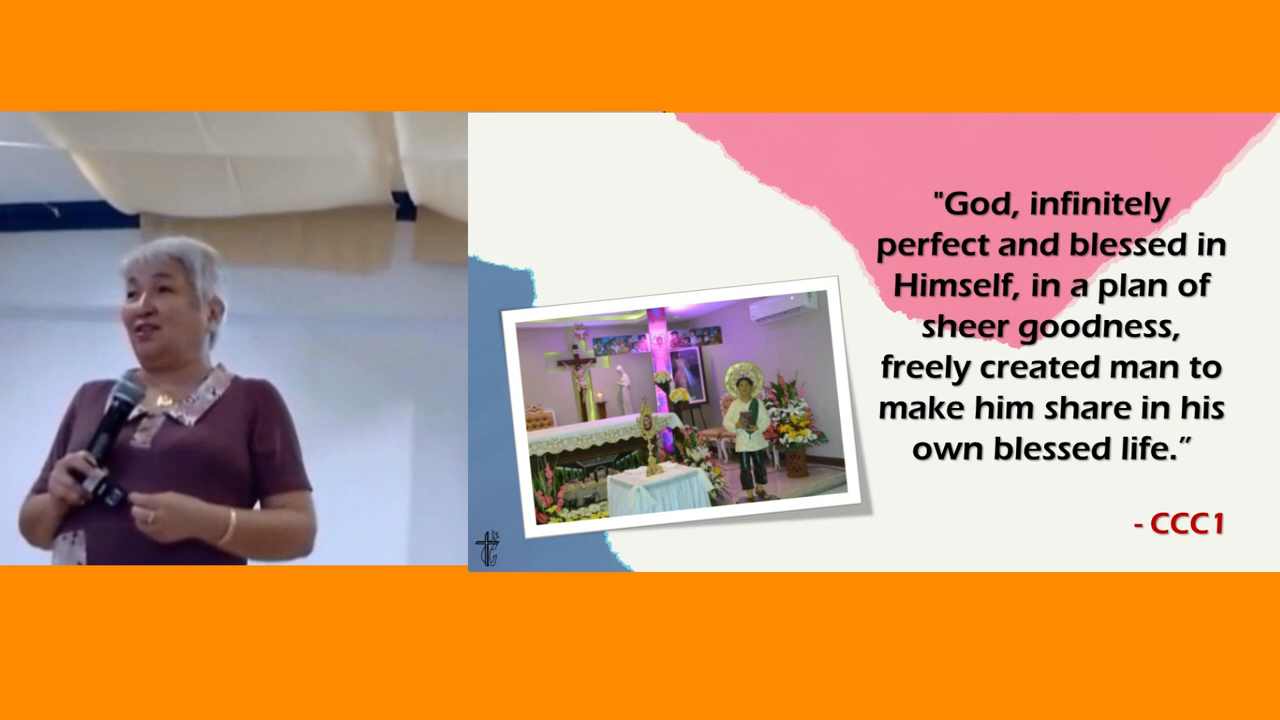 "God, infinitely
perfect and blessed in
Himself, in a plan of
sheer goodness,
freely created man to
make him share in his
own blessed life.”
- CCC1